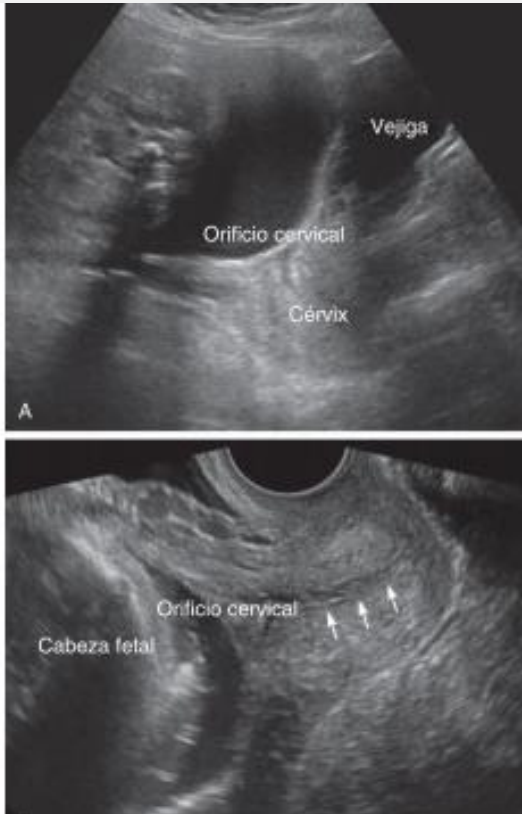 Vejiga
Orificio cervical
Cérvix
A
Orificio cervical
Cabeza fetal